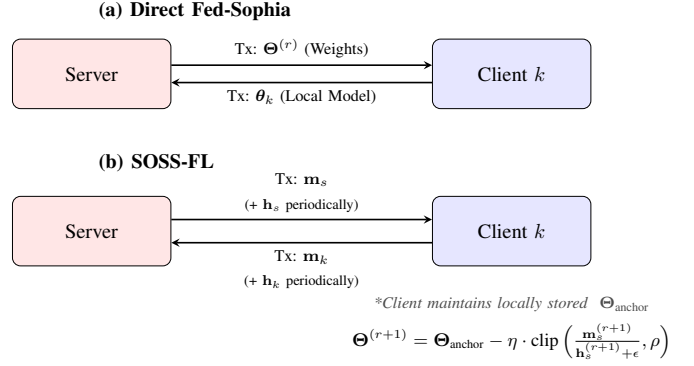 (a) Direct Fed-Sophia
Tx: Θ^(r) (Weights)
Server
Client k
Tx: θ_k (Local Model)
(b) SOSS-FL
Tx: m_s
(+ h_s periodically)
Server
Client k
Tx: m_k
(+ h_k periodically)
*Client maintains locally stored Θ_anchor
Θ^(r+1) = Θ_anchor − η · clip ( m_s^(r+1) / h_s^(r+1)+ϵ , ρ )